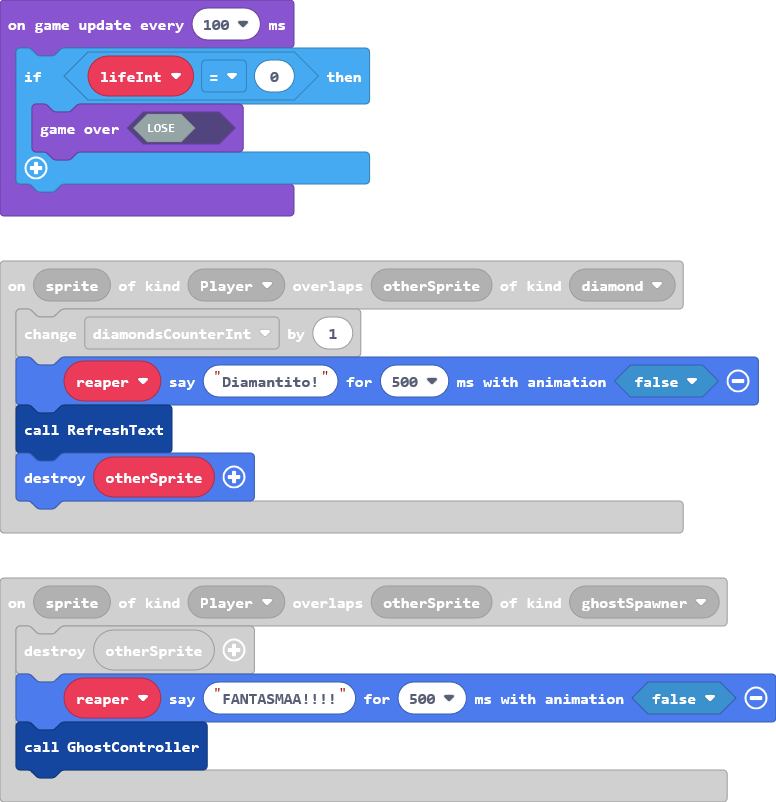 on game update every 100 ms
if lifeInt = 0 then
game over LOSE
on sprite of kind Player overlaps otherSprite of kind diamond
change diamondsCounterInt by 1
reaper say "Diamantito!" for 500 ms with animation false
call RefreshText
destroy otherSprite
on sprite of kind Player overlaps otherSprite of kind ghostSpawner
destroy otherSprite
reaper say "FANTASMAA!!!!" for 500 ms with animation false
call GhostController